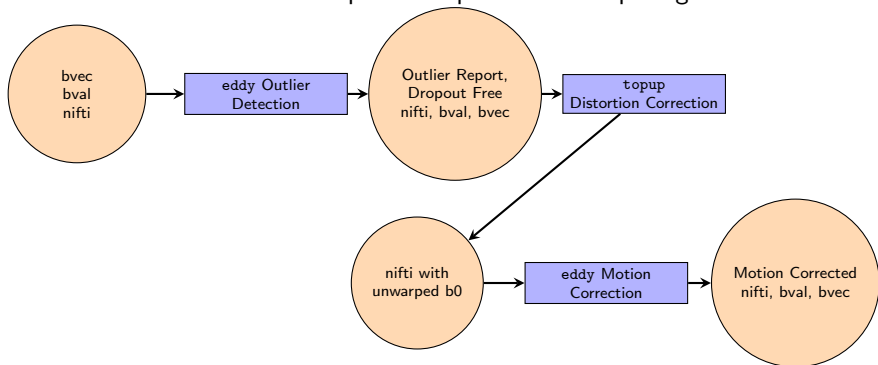 bvec
bval
nifti
eddy Outlier
Detection
Outlier Report,
Dropout Free
nifti, bval, bvec
topup
Distortion Correction
nifti with
unwarped b0
eddy Motion
Correction
Motion Corrected
nifti, bval, bvec